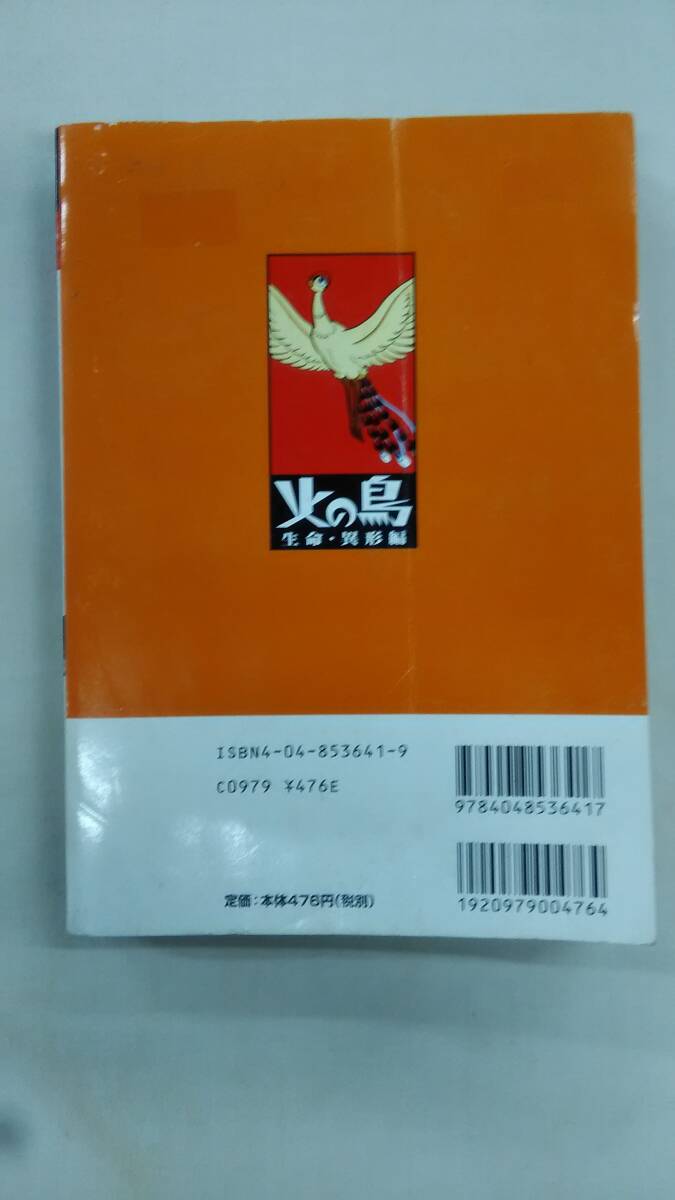 火の鳥
生命・異形編
ISBN4-04-853641-9
C0979 ¥476E
定価：本体476円（税別）
9784048536417
1920979004764